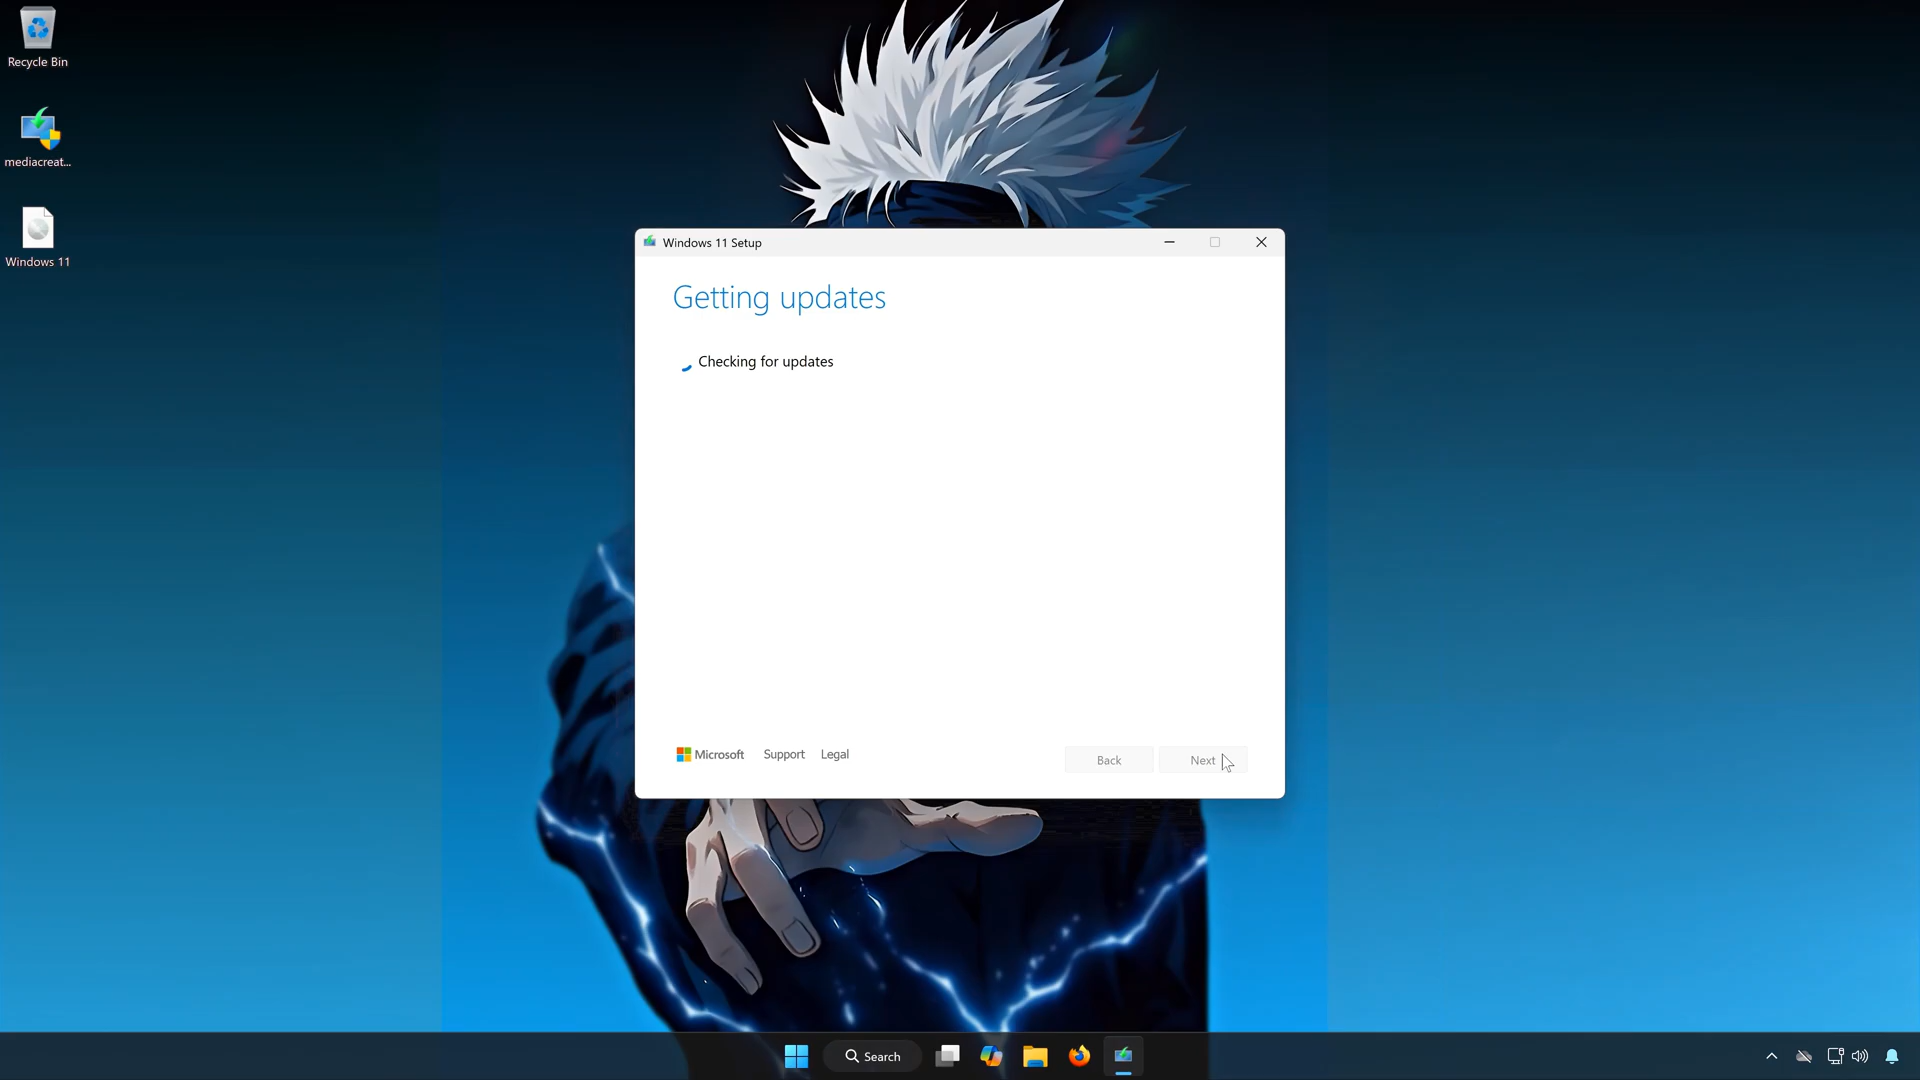 Recycle Bin
mediacreat...
Windows 11
Windows 11 Setup
Getting updates
Checking for updates
Microsoft Support Legal
Back Next
Search